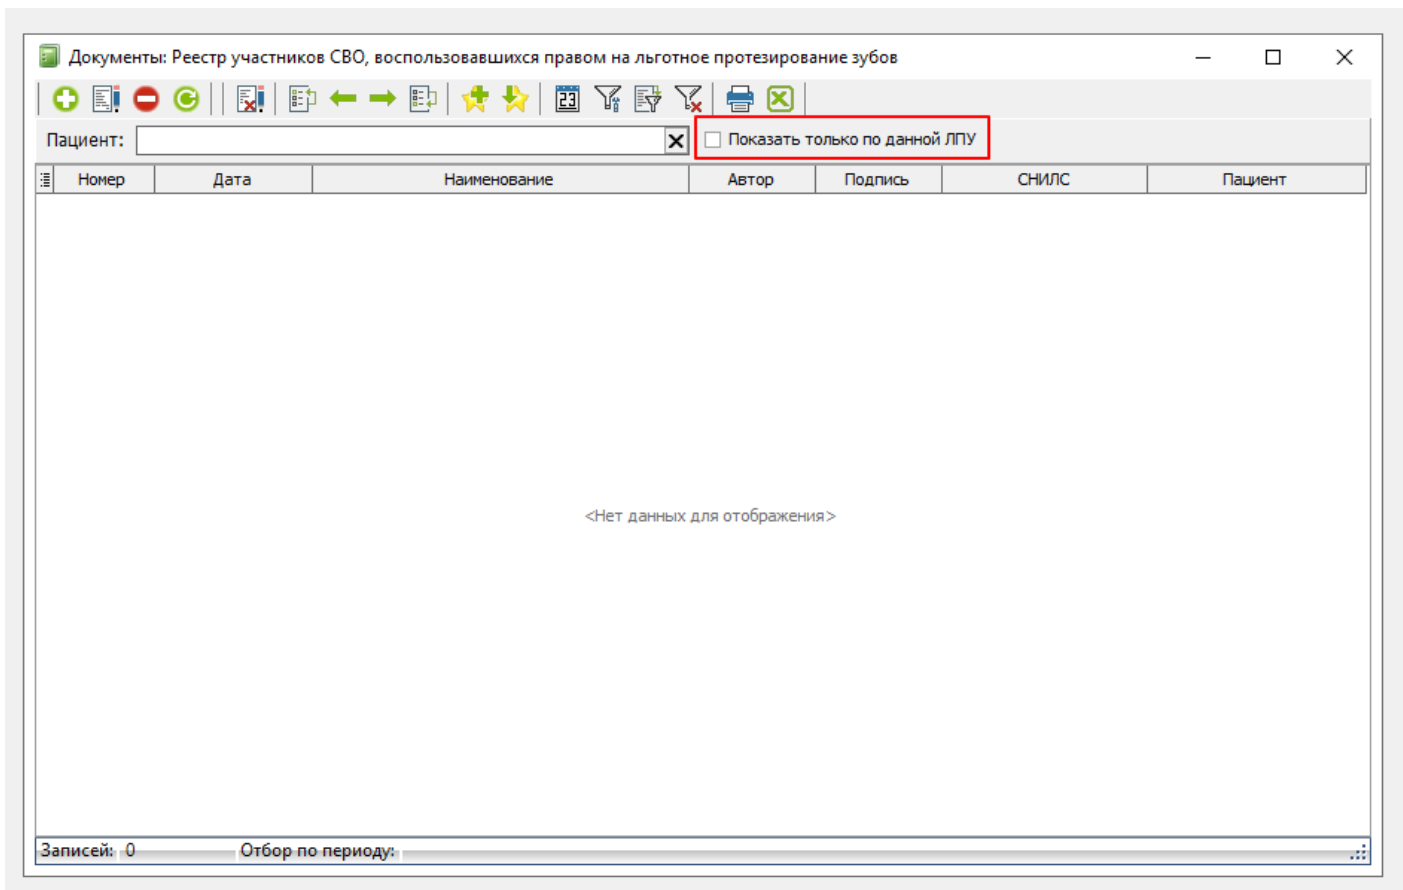 Документы: Реестр участников СВО, воспользовавшихся правом на льготное протезирование зубов
23
Пациент: Показать только по данной ЛПУ
Номер Дата Наименование Автор Подпись СНИЛС Пациент
<Нет данных для отображения>
Записей: 0 Отбор по периоду: